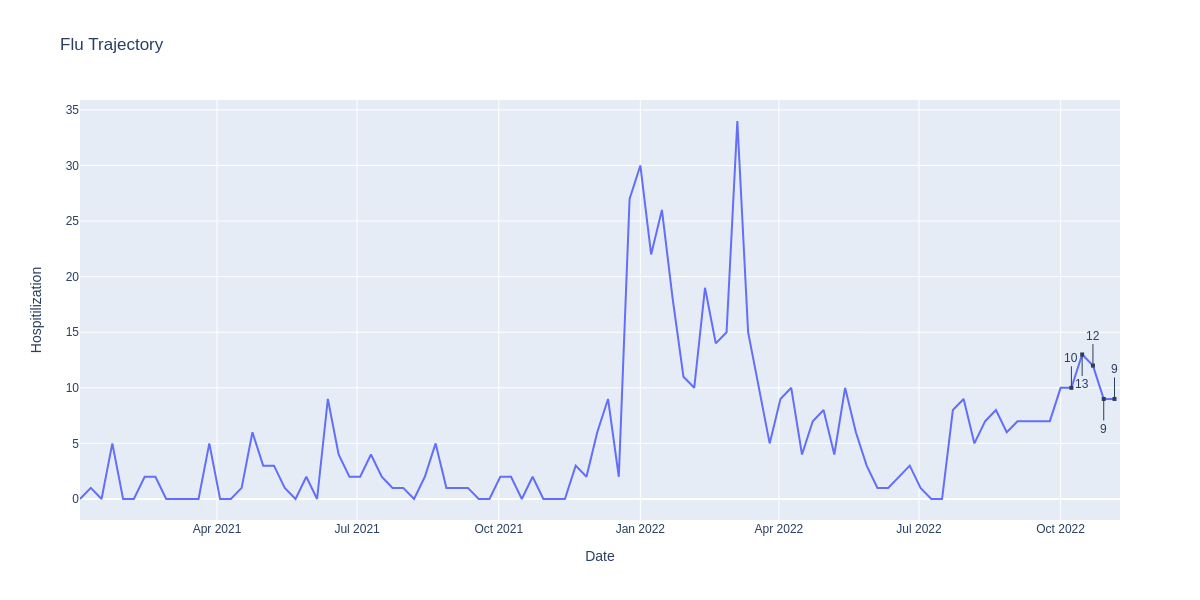 Flu Trajectory
Hospitilization
35
30
25
20
15
10
5
0
10
13
12
9
9
Apr 2021
Jul 2021
Oct 2021
Jan 2022
Apr 2022
Jul 2022
Oct 2022
Date